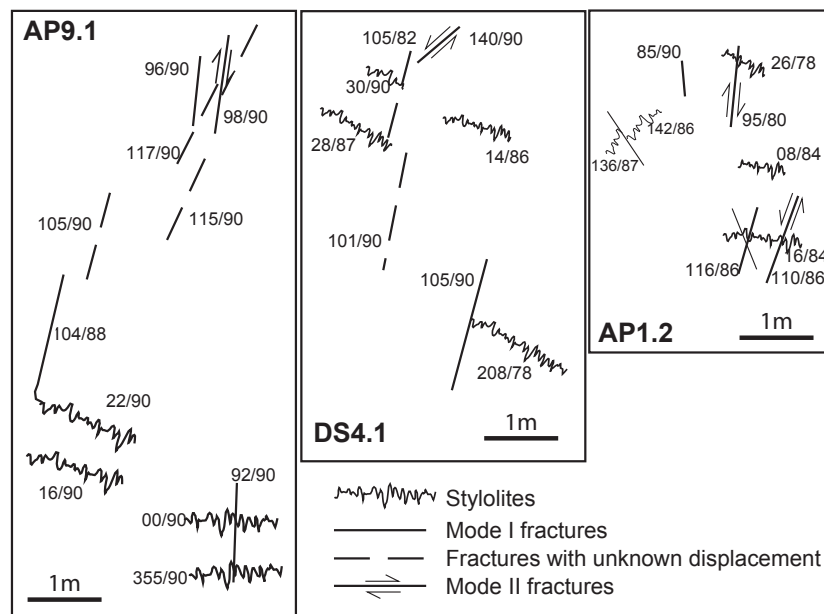 AP9.1
96/90
98/90
117/90
115/90
105/90
104/88
22/90
16/90
92/90
00/90
355/90
1m
105/82
140/90
30/90
28/87
14/86
101/90
105/90
208/78
DS4.1
1m
85/90
26/78
95/80
142/86
136/87
08/84
16/84
116/86
110/86
AP1.2
1m
Stylolites
Mode I fractures
Fractures with unknown displacement
Mode II fractures